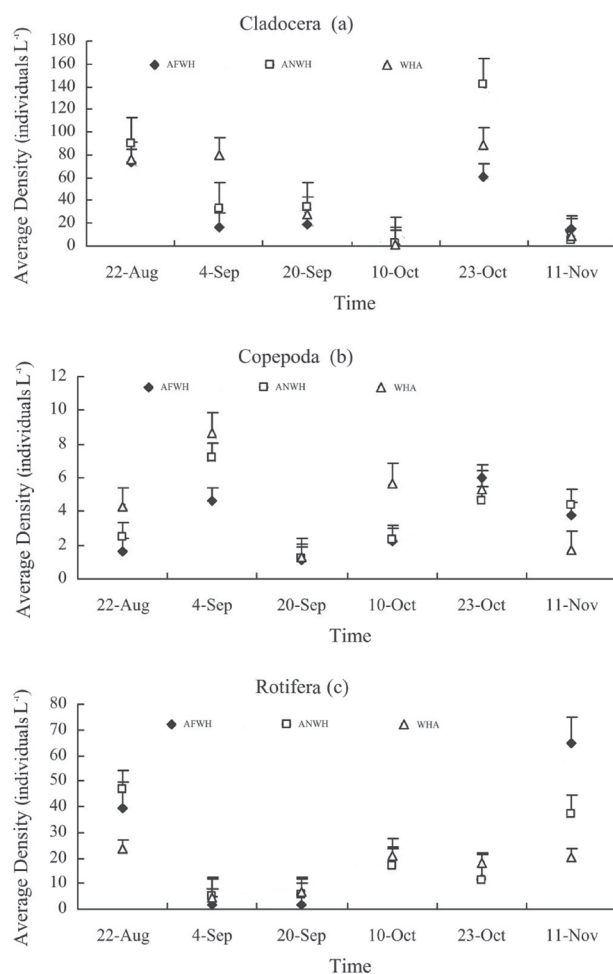 Cladocera (a)
AFWH ANWH WHA
Average Density (individuals L⁻¹)
180
160
140
120
100
80
60
40
20
0
22-Aug 4-Sep 20-Sep 10-Oct 23-Oct 11-Nov
Time
Copepoda (b)
AFWH ANWH WHA
Average Density (individuals L⁻¹)
12
10
8
6
4
2
0
22-Aug 4-Sep 20-Sep 10-Oct 23-Oct 11-Nov
Time
Rotifera (c)
AFWH ANWH WHA
Average Density (individuals L⁻¹)
80
70
60
50
40
30
20
10
0
22-Aug 4-Sep 20-Sep 10-Oct 23-Oct 11-Nov
Time